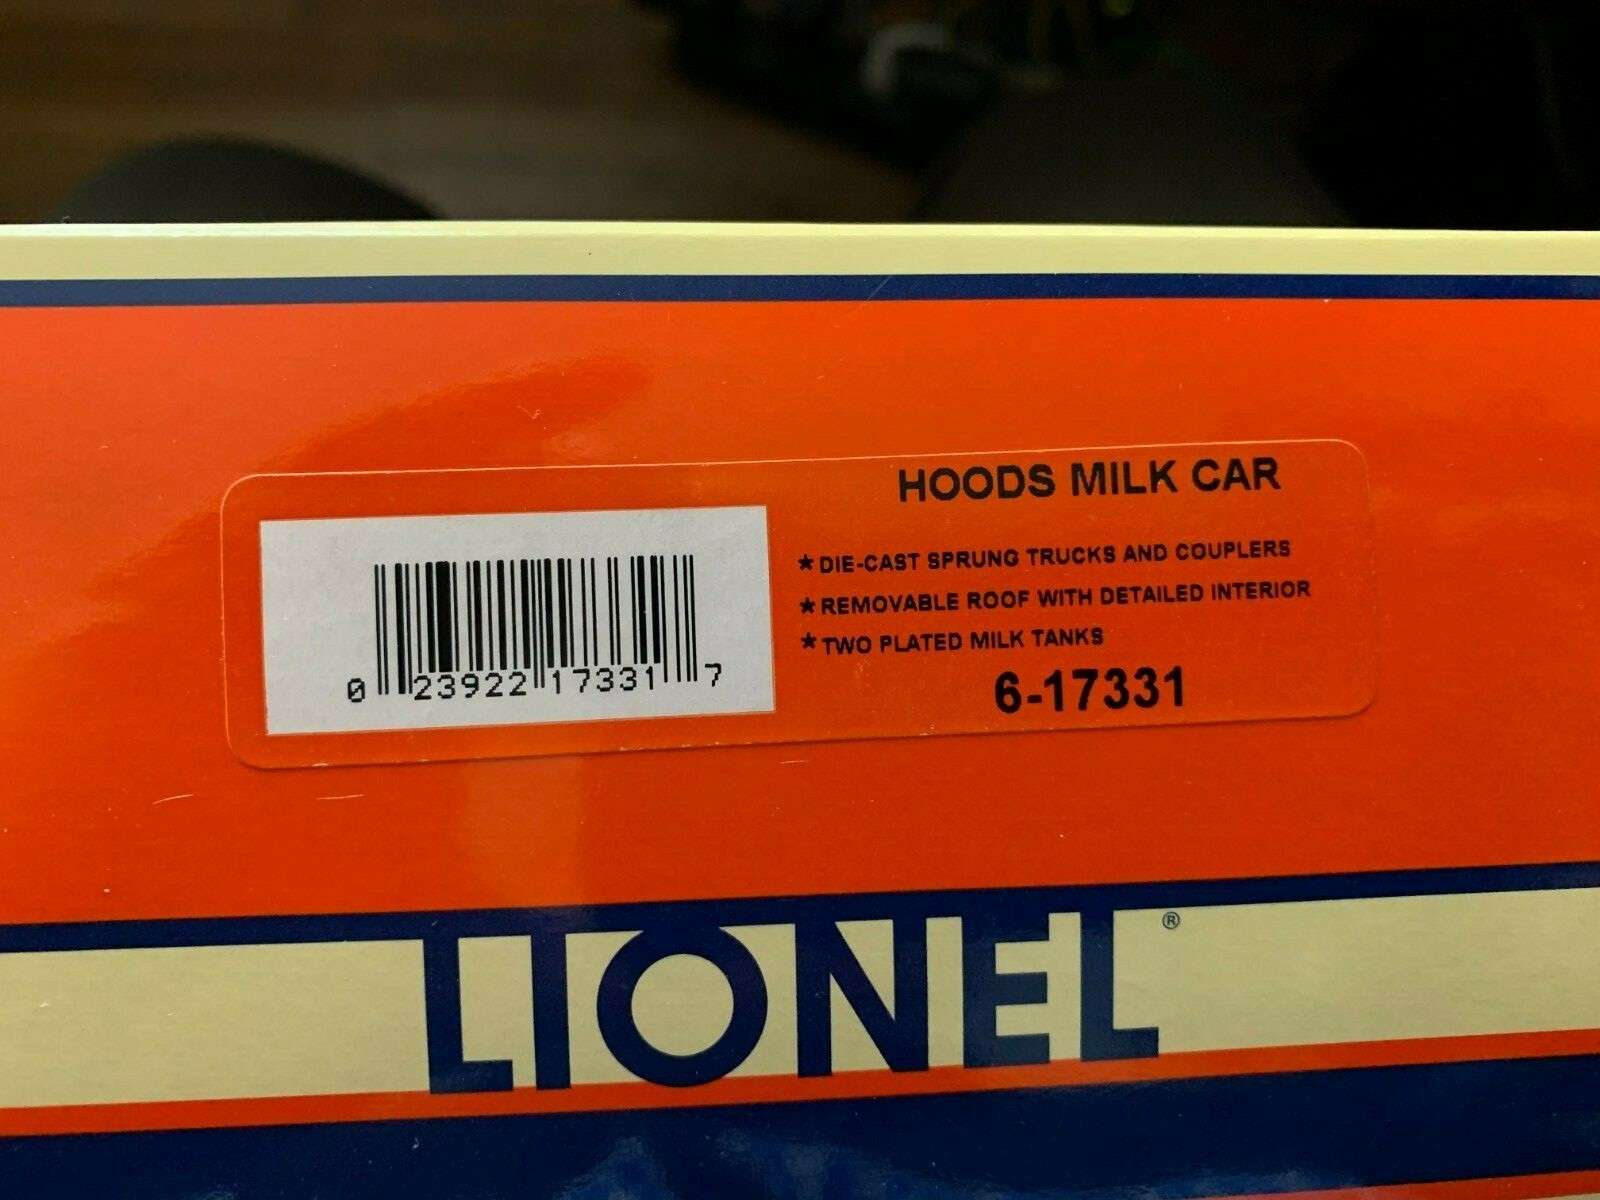 HOODS MILK CAR
★ DIE-CAST SPRUNG TRUCKS AND COUPLERS
★ REMOVABLE ROOF WITH DETAILED INTERIOR
★ TWO PLATED MILK TANKS
6-17331
0 23922 17331 7
LIONEL®